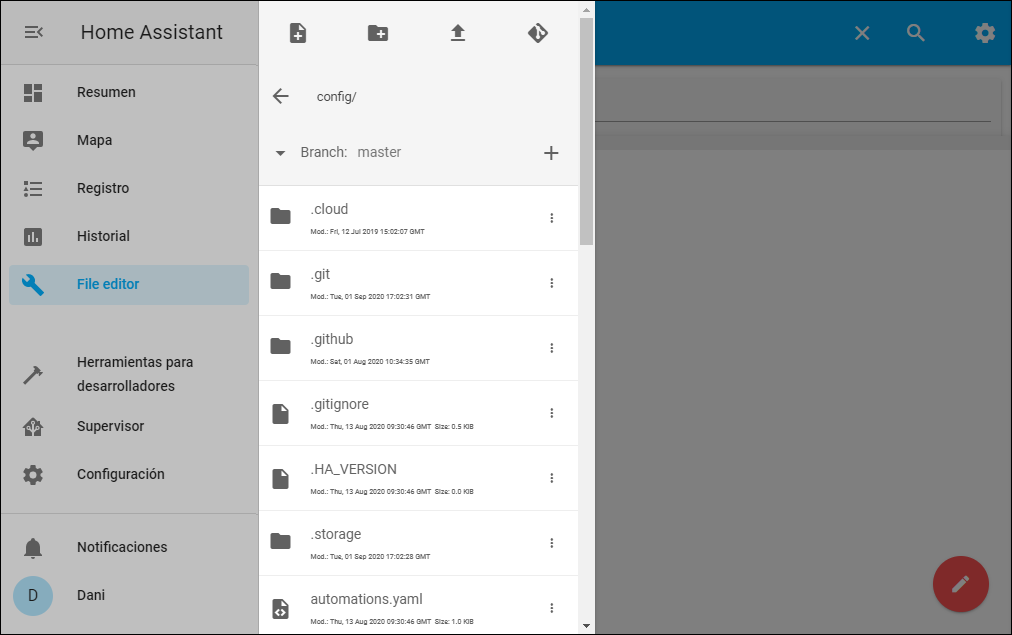 Home Assistant
Resumen
Mapa
Registro
Historial
File editor
Herramientas para
desarrolladores
Supervisor
Configuración
Notificaciones
D
Dani
config/
Branch: master
.cloud
Mod.: Fri, 12 Jul 2019 15:02:07 GMT
.git
Mod.: Tue, 01 Sep 2020 17:02:31 GMT
.github
Mod.: Sat, 01 Aug 2020 10:34:35 GMT
.gitignore
Mod.: Thu, 13 Aug 2020 09:30:46 GMT Size: 0.5 KiB
.HA_VERSION
Mod.: Thu, 13 Aug 2020 09:30:46 GMT Size: 0.0 KiB
.storage
Mod.: Tue, 01 Sep 2020 17:02:28 GMT
automations.yaml
Mod.: Thu, 13 Aug 2020 09:30:46 GMT Size: 1.0 KiB